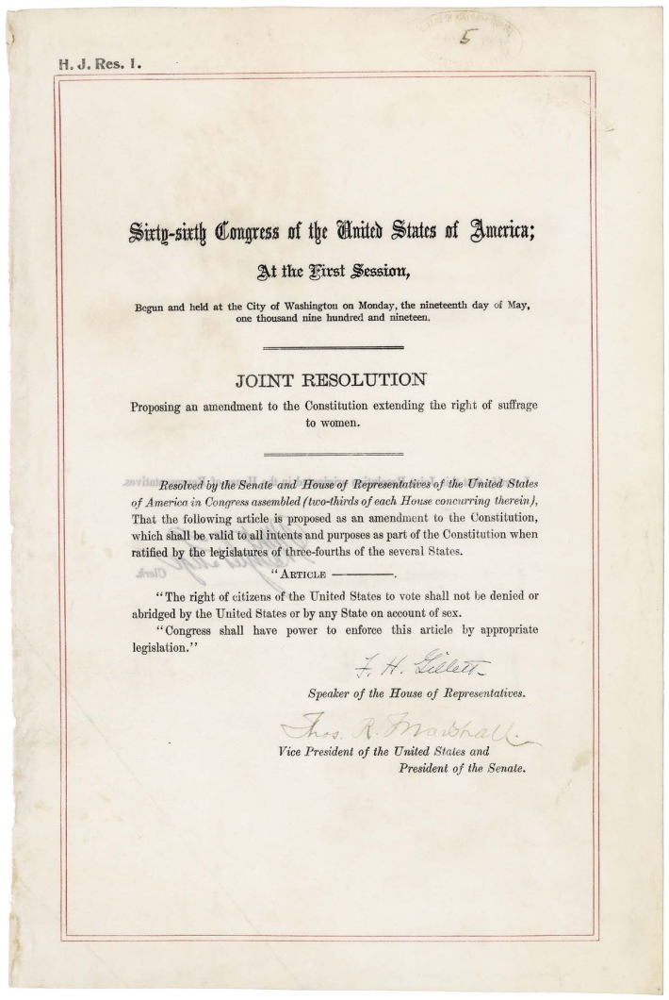 5
H. J. Res. 1.
Sixty-sixth Congress of the United States of America;
At the First Session,
Begun and held at the City of Washington on Monday, the nineteenth day of May,
one thousand nine hundred and nineteen.
JOINT RESOLUTION
Proposing an amendment to the Constitution extending the right of suffrage
to women.
Resolved by the Senate and House of Representatives of the United States
of America in Congress assembled (two-thirds of each House concurring therein),
That the following article is proposed as an amendment to the Constitution,
which shall be valid to all intents and purposes as part of the Constitution when
ratified by the legislatures of three-fourths of the several States.
"ARTICLE ————.
"The right of citizens of the United States to vote shall not be denied or
abridged by the United States or by any State on account of sex.
"Congress shall have power to enforce this article by appropriate
legislation."
F. H. Gillett
Speaker of the House of Representatives.
Thos. R. Marshall.
Vice President of the United States and
President of the Senate.